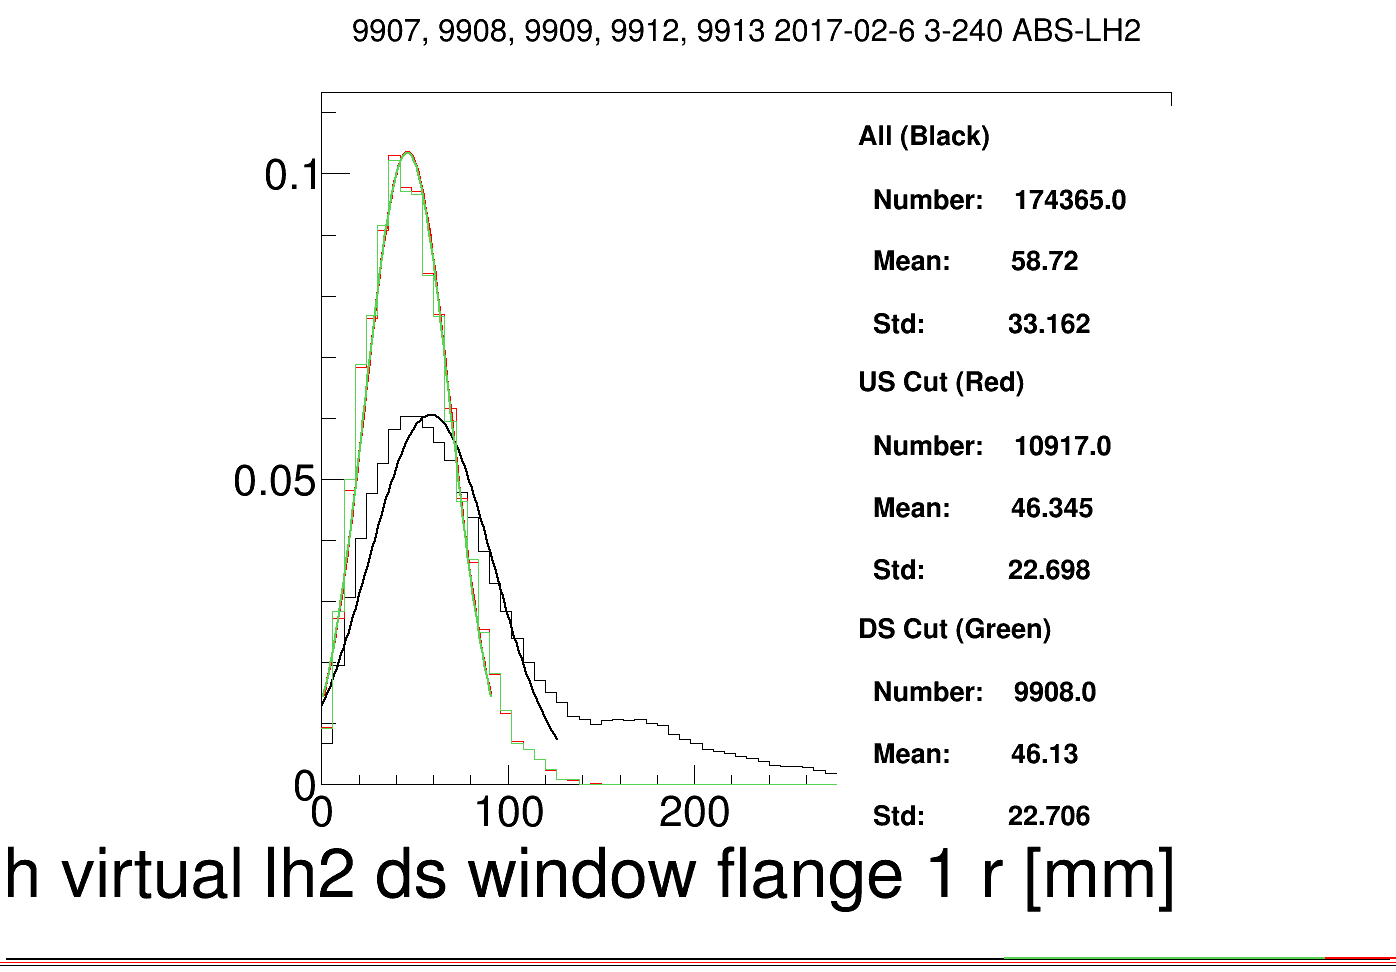 9907, 9908, 9909, 9912, 9913 2017-02-6 3-240 ABS-LH2
All (Black)
Number: 174365.0
Mean: 58.72
Std: 33.162
US Cut (Red)
Number: 10917.0
Mean: 46.345
Std: 22.698
DS Cut (Green)
Number: 9908.0
Mean: 46.13
Std: 22.706
0.1
0.05
0
0 100 200
h virtual lh2 ds window flange 1 r [mm]